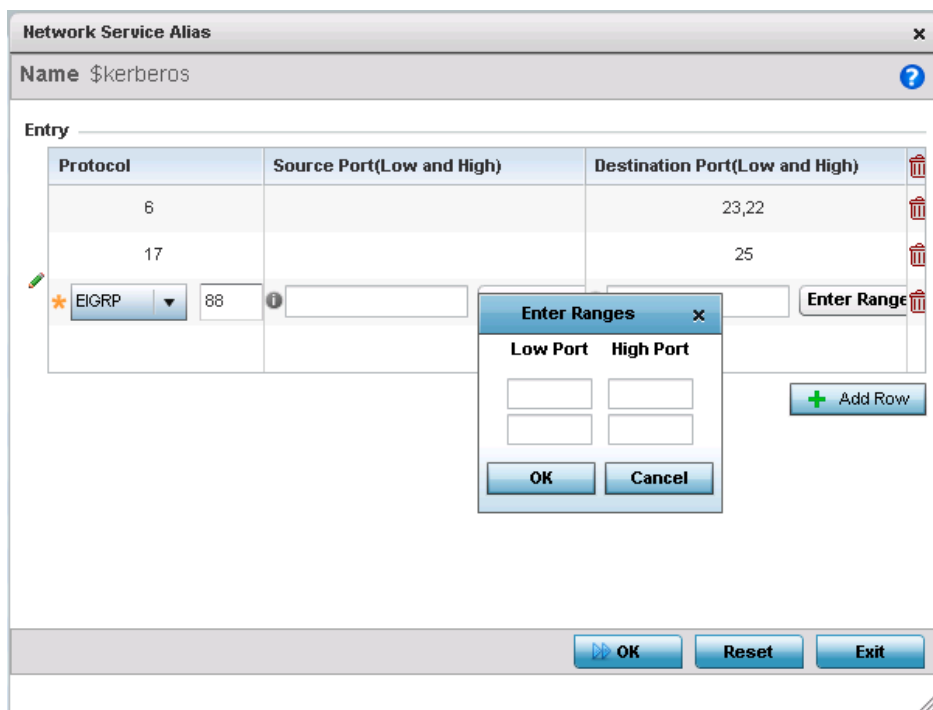 Network Service Alias
Name $kerberos
Entry
Protocol Source Port(Low and High) Destination Port(Low and High)
6 23,22
17 25
EIGRP 88 Enter Range
Enter Ranges
Low Port High Port
OK Cancel
Add Row
OK Reset Exit